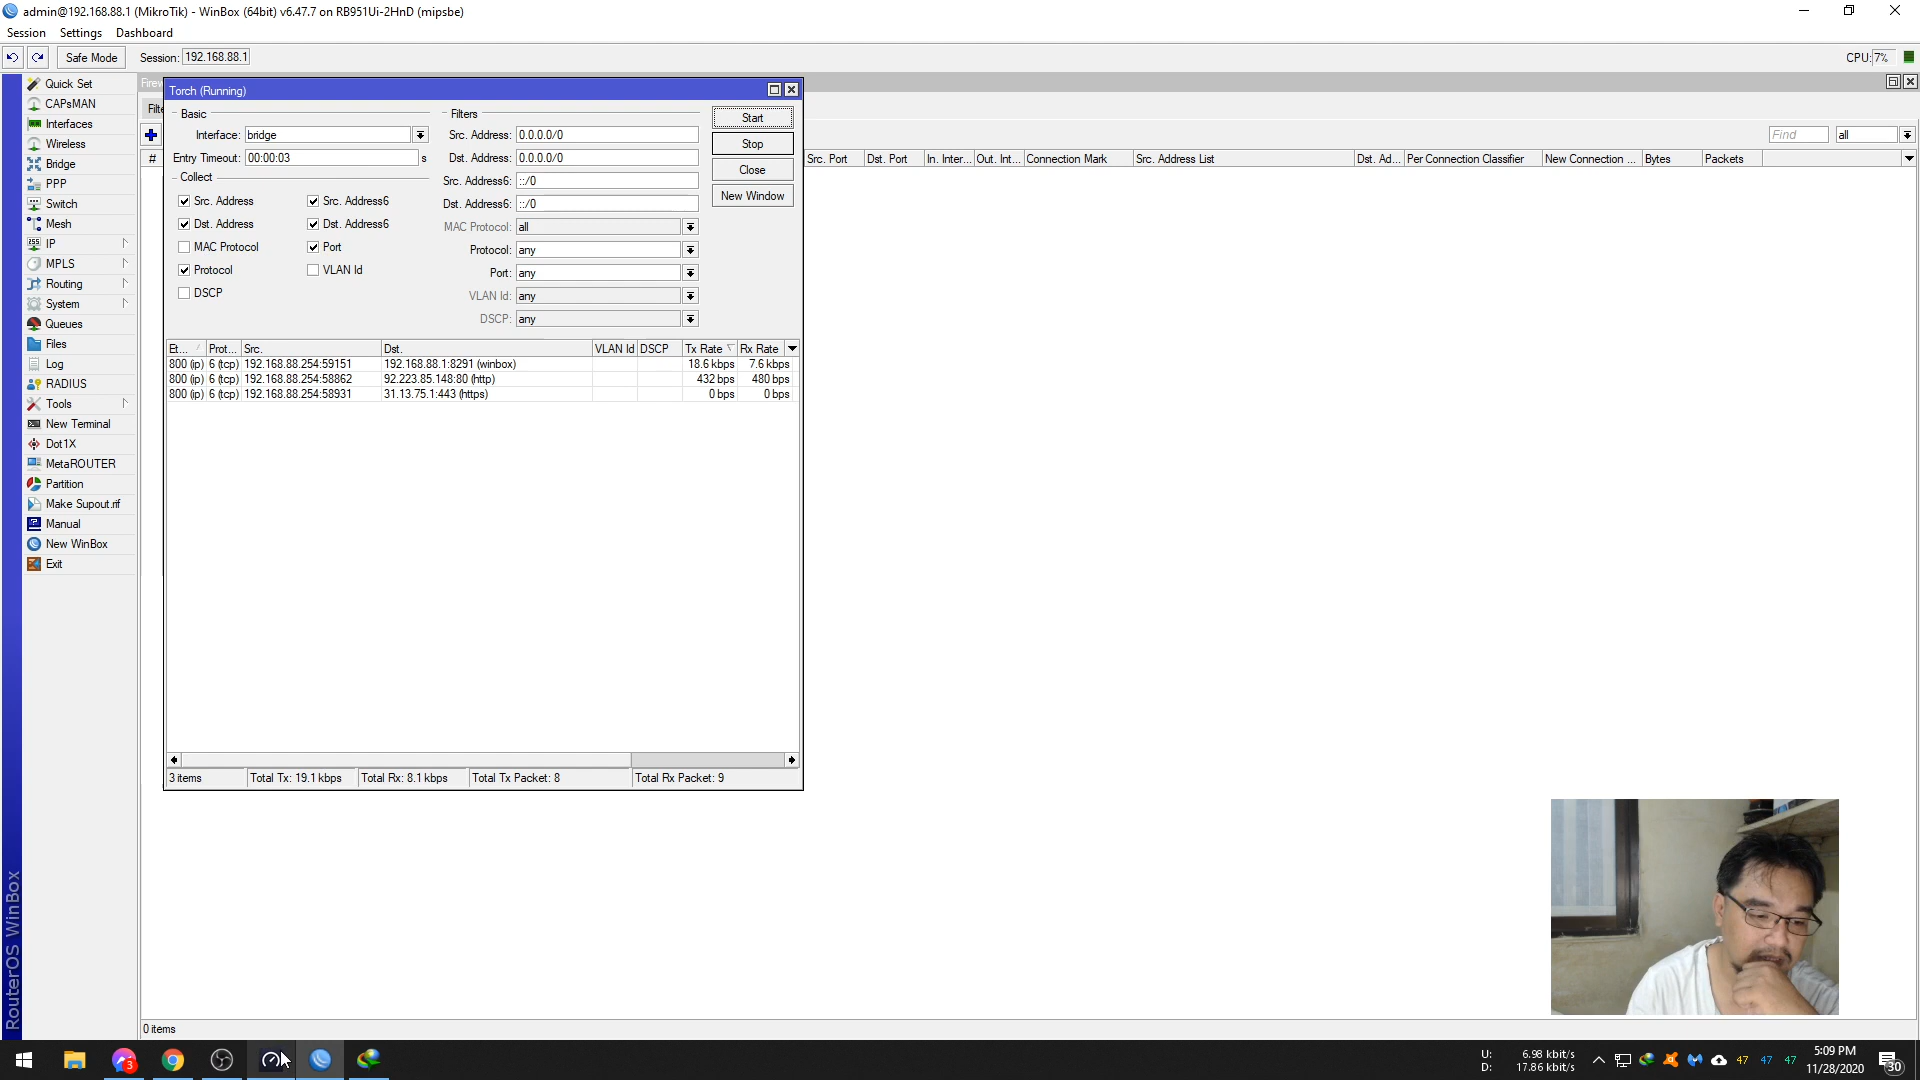 admin@192.168.88.1 (MikroTik) - WinBox (64bit) v6.47.7 on RB951Ui-2HnD (mipsbe)
Session Settings Dashboard
Safe Mode Session: 192.168.88.1 CPU: 7%
Quick Set
CAPsMAN
Interfaces
Wireless
Bridge
PPP
Switch
Mesh
IP
MPLS
Routing
System
Queues
Files
Log
RADIUS
Tools
New Terminal
Dot1X
MetaROUTER
Partition
Make Supout.rif
Manual
New WinBox
Exit
RouterOS WinBox
Torch (Running)
Basic
Interface: bridge
Entry Timeout: 00:00:03 s
Collect
Src. Address Src. Address6
Dst. Address Dst. Address6
MAC Protocol Port
Protocol VLAN Id
DSCP
Filters
Src. Address: 0.0.0.0/0
Dst. Address: 0.0.0.0/0
Src. Address6: ::/0
Dst. Address6: ::/0
MAC Protocol: all
Protocol: any
Port: any
VLAN Id: any
DSCP: any
Start
Stop
Close
New Window
Et... Prot... Src. Dst. VLAN Id DSCP Tx Rate Rx Rate
800 (ip) 6 (tcp) 192.168.88.254:59151 192.168.88.1:8291 (winbox) 18.6 kbps 7.6 kbps
800 (ip) 6 (tcp) 192.168.88.254:58862 92.223.85.148:80 (http) 432 bps 480 bps
800 (ip) 6 (tcp) 192.168.88.254:58931 31.13.75.1:443 (https) 0 bps 0 bps
3 items Total Tx: 19.1 kbps Total Rx: 8.1 kbps Total Tx Packet: 8 Total Rx Packet: 9
Find all
# Src. Port Dst. Port In. Inter... Out. Int... Connection Mark Src. Address List Dst. Ad... Per Connection Classifier New Connection ... Bytes Packets
0 items
3
U: 6.98 kbit/s
D: 17.86 kbit/s
47 47 47
5:09 PM
11/28/2020
30